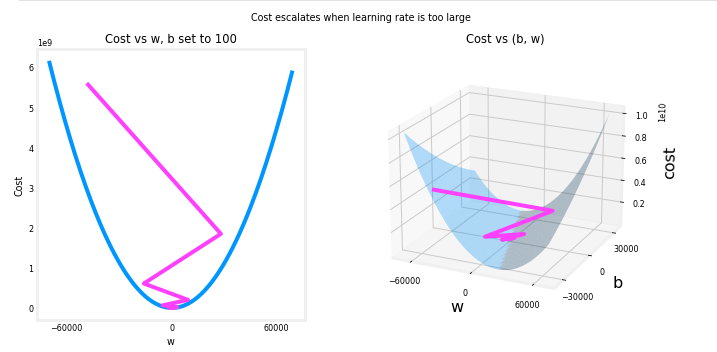 Cost escalates when learning rate is too large
Cost vs w, b set to 100
1e9
6
5
4
3
2
1
0
Cost
−60000 0 60000
w
Cost vs (b, w)
1e10
1.0
0.8
0.6
0.4
0.2
cost
−60000 0 60000
w
30000
0
−30000
b